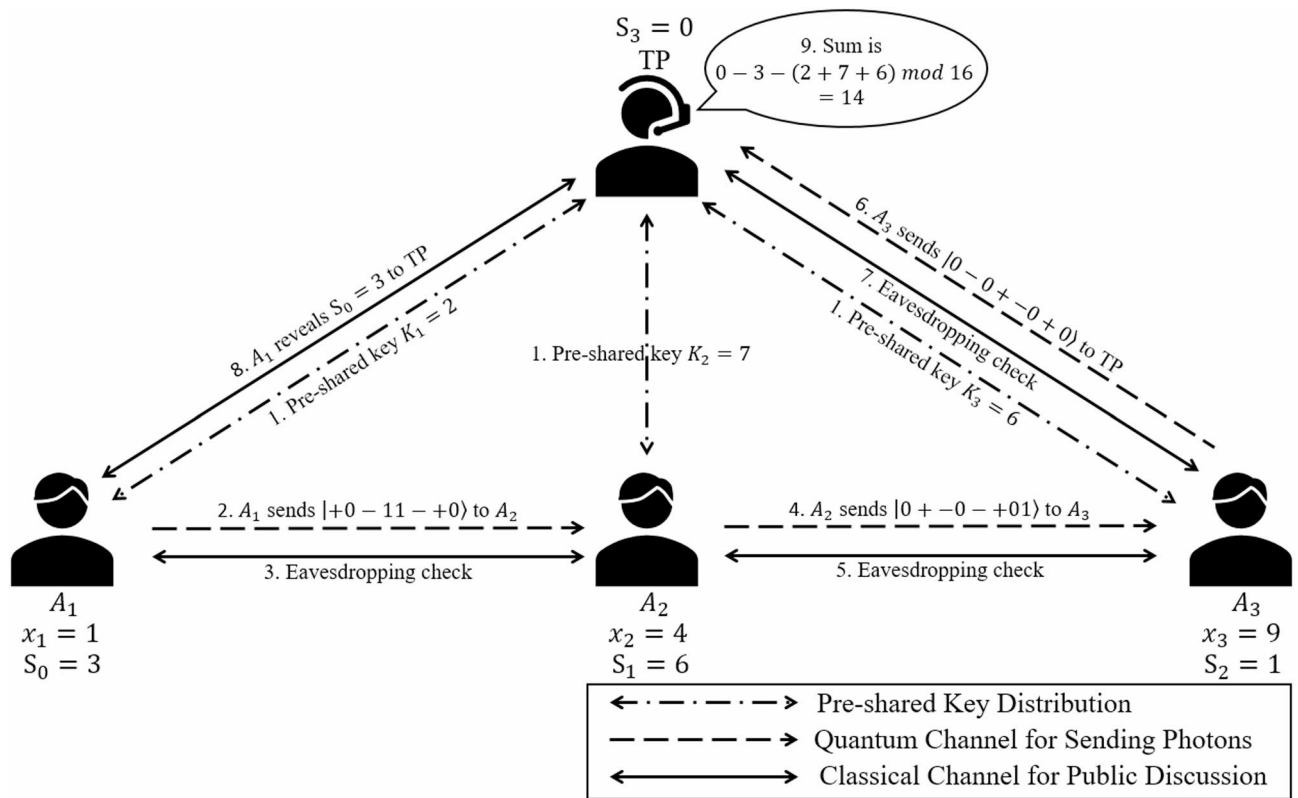 S₃ = 0
TP
9. Sum is
0 − 3 − (2 + 7 + 6) mod 16
= 14
8. A₁ reveals S₀ = 3 to TP
1. Pre-shared key K₁ = 2
1. Pre-shared key K₂ = 7
6. A₃ sends |0 − 0 + −0 + 0⟩ to TP
7. Eavesdropping check
1. Pre-shared key K₃ = 6
2. A₁ sends |+0 − 11 − +0⟩ to A₂
3. Eavesdropping check
4. A₂ sends |0 + −0 − +01⟩ to A₃
5. Eavesdropping check
A₁
x₁ = 1
S₀ = 3
A₂
x₂ = 4
S₁ = 6
A₃
x₃ = 9
S₂ = 1
Pre-shared Key Distribution
Quantum Channel for Sending Photons
Classical Channel for Public Discussion